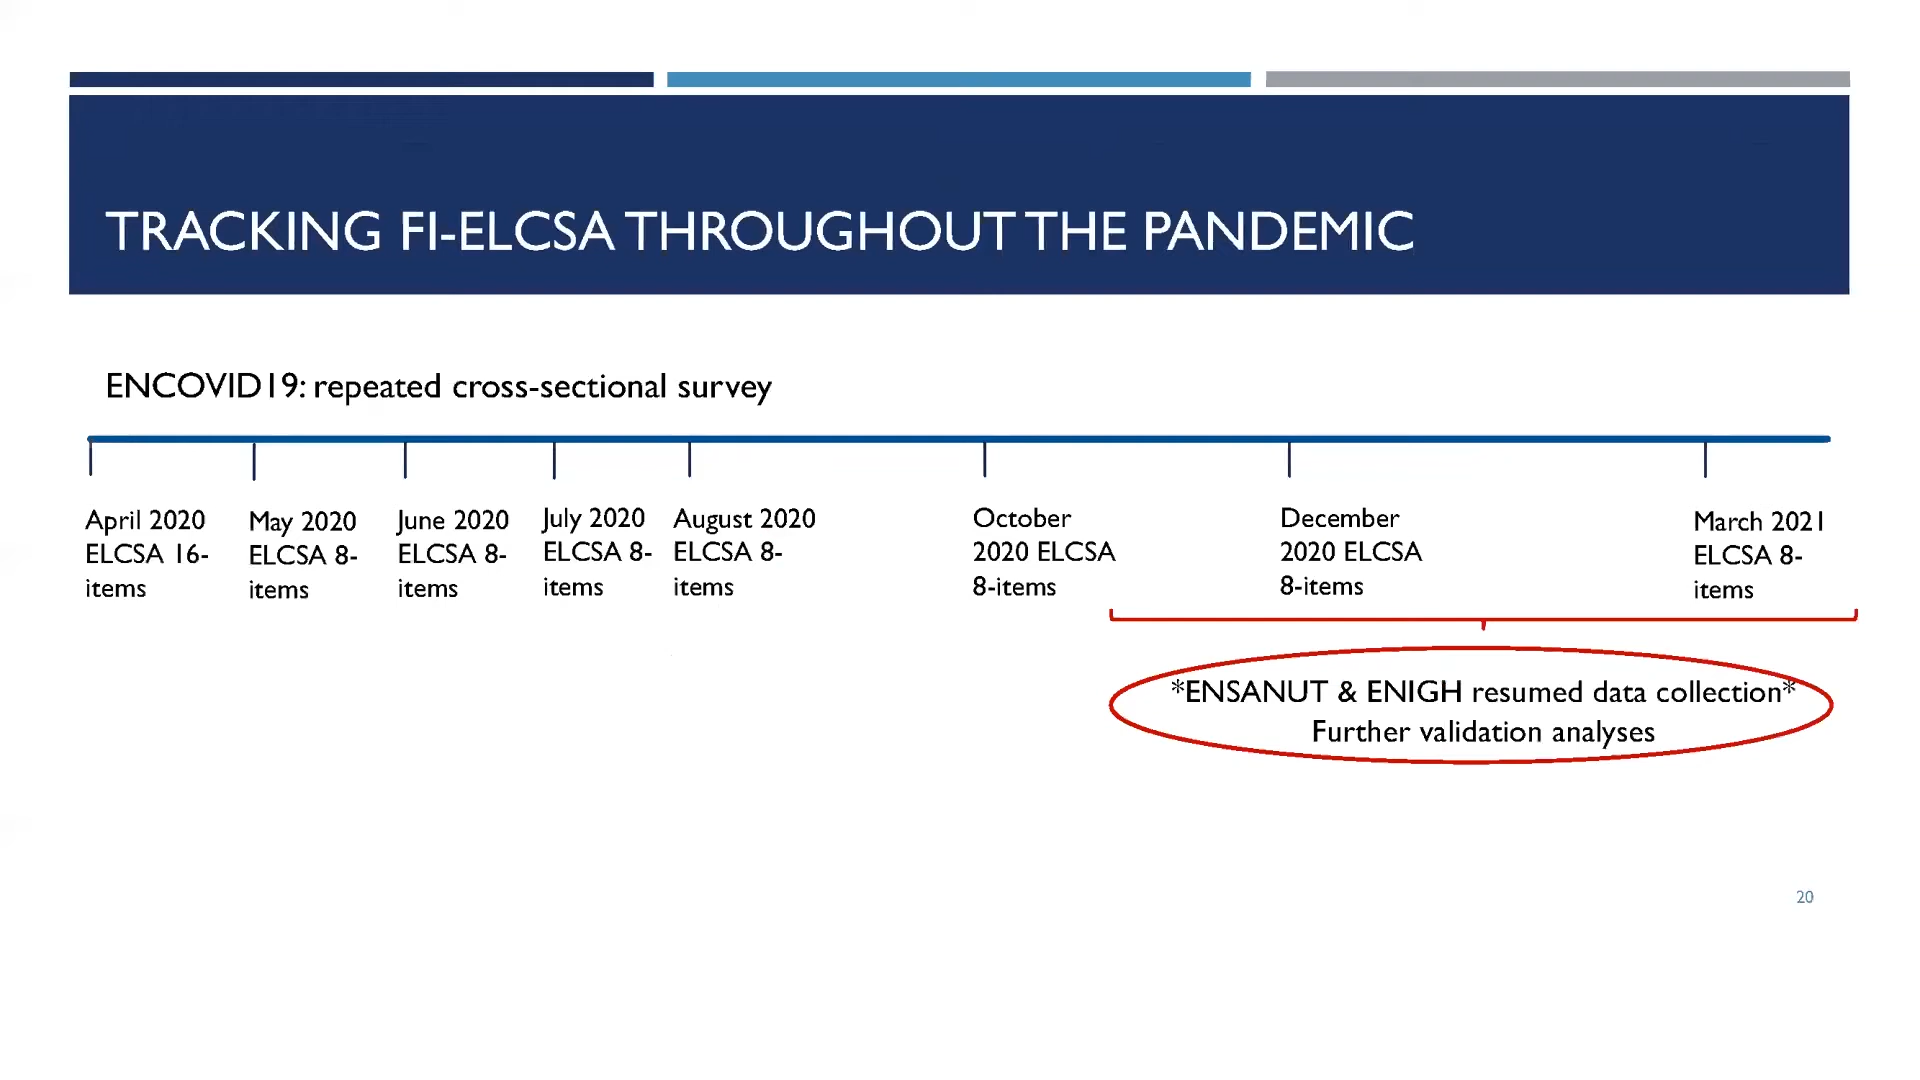 TRACKING FI-ELCSA THROUGHOUT THE PANDEMIC
ENCOVID19: repeated cross-sectional survey
April 2020
ELCSA 16-
items
May 2020
ELCSA 8-
items
June 2020
ELCSA 8-
items
July 2020
ELCSA 8-
items
August 2020
ELCSA 8-
items
October
2020 ELCSA
8-items
December
2020 ELCSA
8-items
March 2021
ELCSA 8-
items
*ENSANUT & ENIGH resumed data collection*
Further validation analyses
20